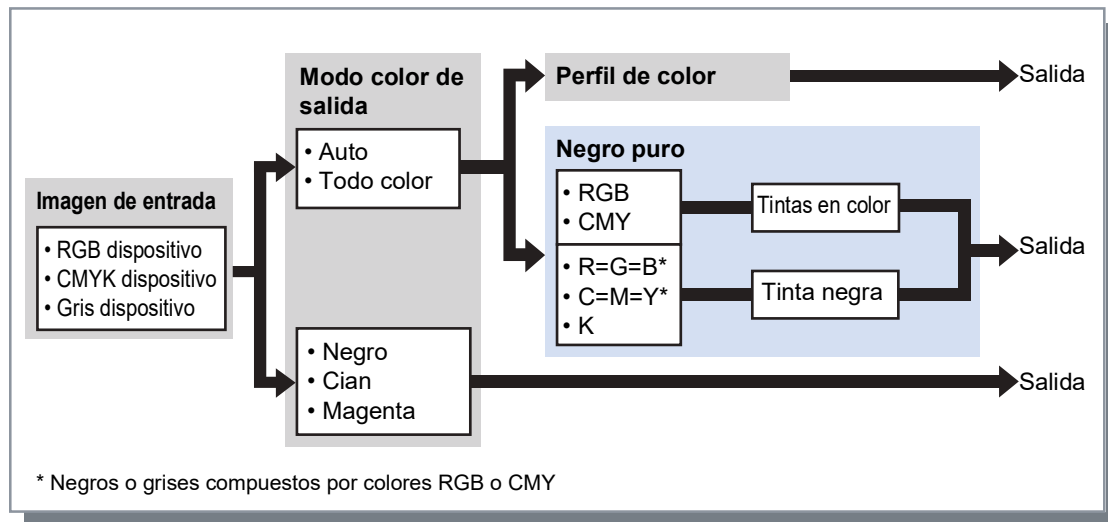 Imagen de entrada
• RGB dispositivo
• CMYK dispositivo
• Gris dispositivo
Modo color de
salida
• Auto
• Todo color
• Negro
• Cian
• Magenta
Perfil de color
Salida
Negro puro
• RGB
• CMY
Tintas en color
• R=G=B*
• C=M=Y*
• K
Tinta negra
Salida
Salida
* Negros o grises compuestos por colores RGB o CMY